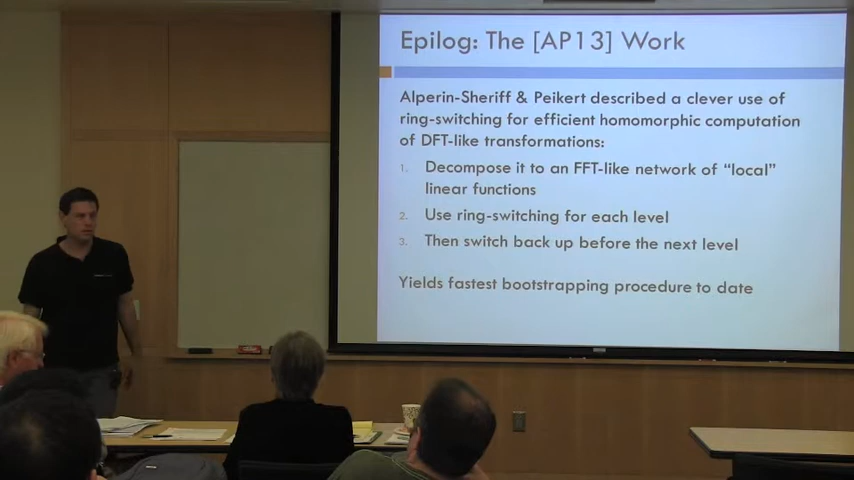 Epilog: The [AP13] Work
Alperin-Sheriff & Peikert described a clever use of
ring-switching for efficient homomorphic computation
of DFT-like transformations:
1. Decompose it to an FFT-like network of “local”
linear functions
2. Use ring-switching for each level
3. Then switch back up before the next level
Yields fastest bootstrapping procedure to date